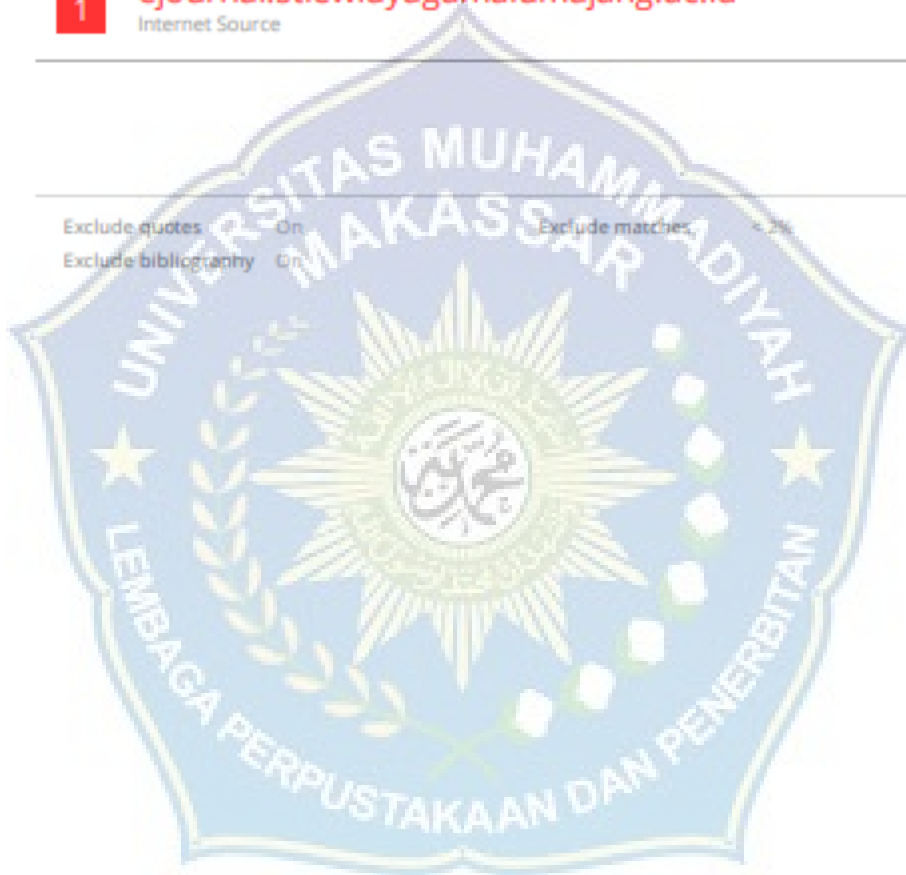 1
Internet Source
Exclude quotes On Exclude matches < 2%
Exclude bibliography On
UNIVERSITAS MUHAMMADIYAH
MAKASSAR
محمد
LEMBAGA PERPUSTAKAAN DAN PENERBITAN